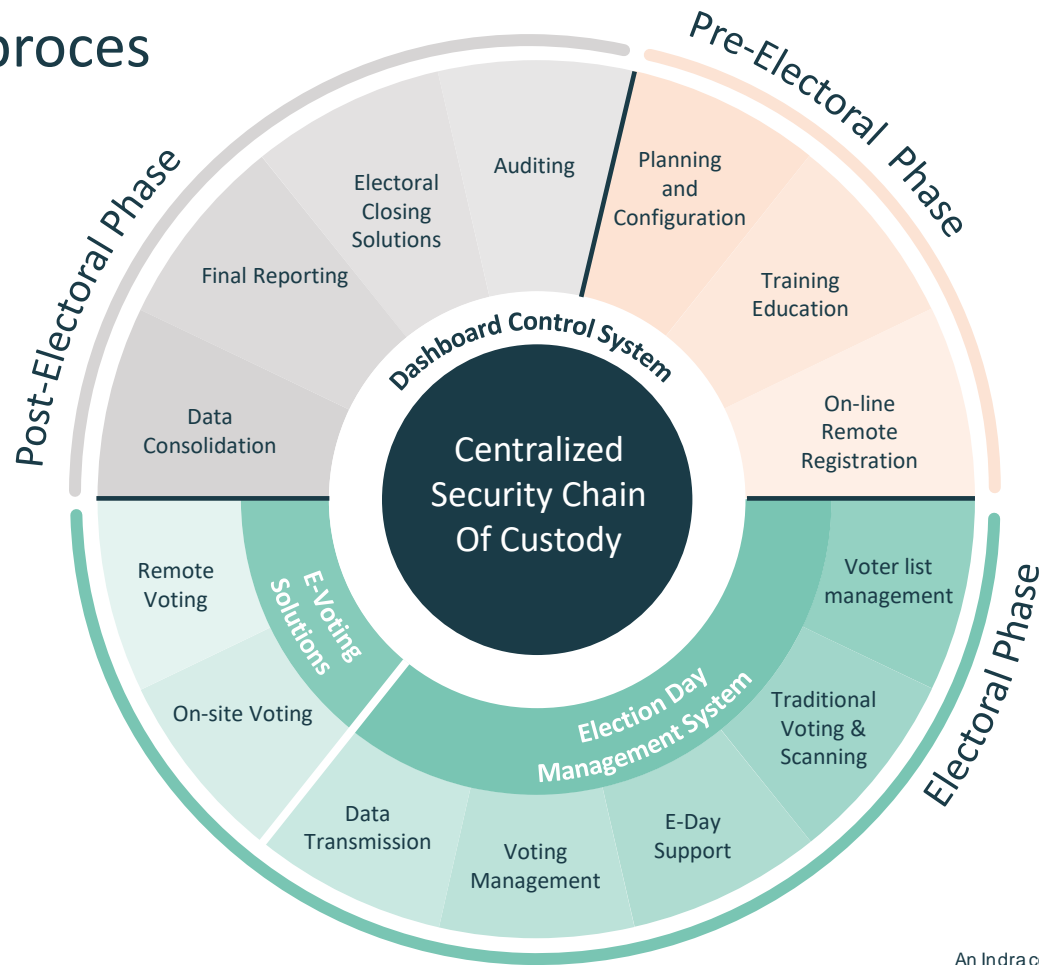 proces
Pre-Electoral Phase
Planning
and
Configuration
Training
Education
On-line
Remote
Registration
Electoral Phase
Voter list
management
Traditional
Voting &
Scanning
E-Day
Support
Voting
Management
Data
Transmission
Election Day
Management System
E-Voting
Solutions
On-site Voting
Remote
Voting
Post-Electoral Phase
Data
Consolidation
Final Reporting
Electoral
Closing
Solutions
Auditing
Dashboard Control System
Centralized
Security Chain
Of Custody
An Indra